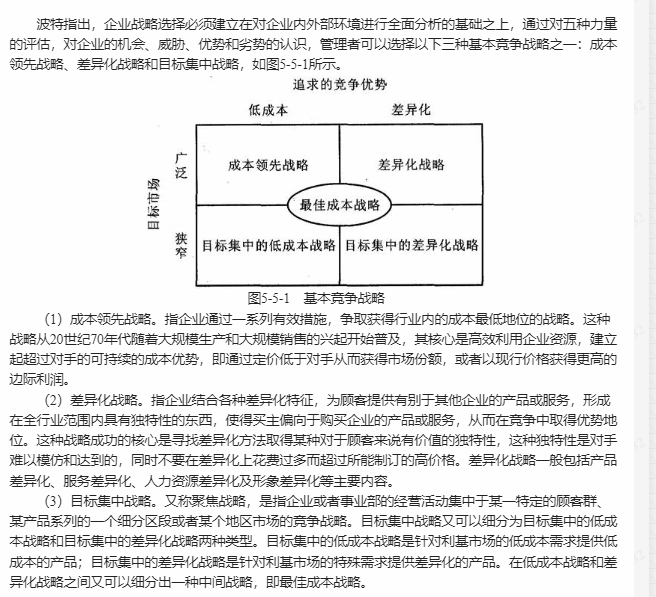 波特指出，企业战略选择必须建立在对企业内外部环境进行全面分析的基础之上，通过对五种力量
的评估，对企业的机会、威胁、优势和劣势的认识，管理者可以选择以下三种基本竞争战略之一：成本
领先战略、差异化战略和目标集中战略，如图5-5-1所示。
追求的竞争优势
低成本 差异化
广泛
成本领先战略 差异化战略
目标市场
最佳成本战略
狭窄
目标集中的低成本战略 目标集中的差异化战略
图5-5-1 基本竞争战略
（1）成本领先战略。指企业通过一系列有效措施，争取获得行业内的成本最低地位的战略。这种
战略从20世纪70年代随着大规模生产和大规模销售的兴起开始普及，其核心是高效利用企业资源，建立
起超过对手的可持续的成本优势，即通过定价低于对手从而获得市场份额，或者以现行价格获得更高的
边际利润。
（2）差异化战略。指企业结合各种差异化特征，为顾客提供有别于其他企业的产品或服务，形成
在全行业范围内具有独特性的东西，使得买主偏向于购买企业的产品或服务，从而在竞争中取得优势地
位。这种战略成功的核心是寻找差异化方法取得某种对于顾客来说有价值的独特性，这种独特性是对手
难以模仿和达到的，同时不要在差异化上花费过多而超过所能制订的高价格。差异化战略一般包括产品
差异化、服务差异化、人力资源差异化及形象差异化等主要内容。
（3）目标集中战略。又称聚焦战略，是指企业或者事业部的经营活动集中于某一特定的顾客群、
某产品系列的一个细分区段或者某个地区市场的竞争战略。目标集中战略又可以细分为目标集中的低成
本战略和目标集中的差异化战略两种类型。目标集中的低成本战略是针对利基市场的低成本需求提供低
成本的产品；目标集中的差异化战略是针对利基市场的特殊需求提供差异化的产品。在低成本战略和差
异化战略之间又可以细分出一种中间战略，即最佳成本战略。